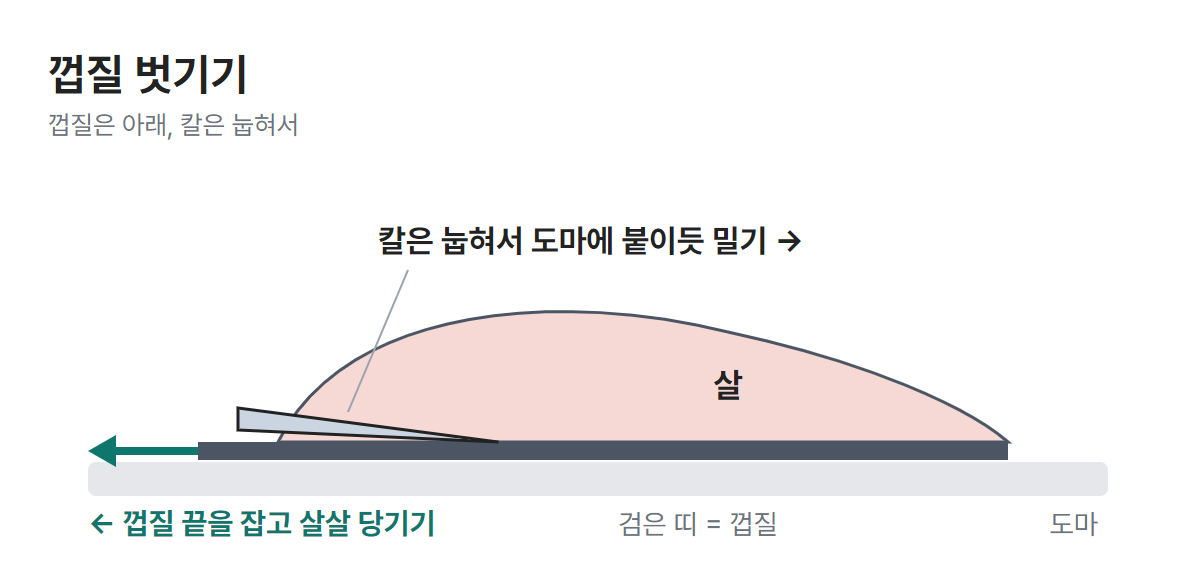 껍질 벗기기
껍질은 아래, 칼은 눕혀서
칼은 눕혀서 도마에 붙이듯 밀기 →
살
← 껍질 끝을 잡고 살살 당기기
검은 띠 = 껍질
도마